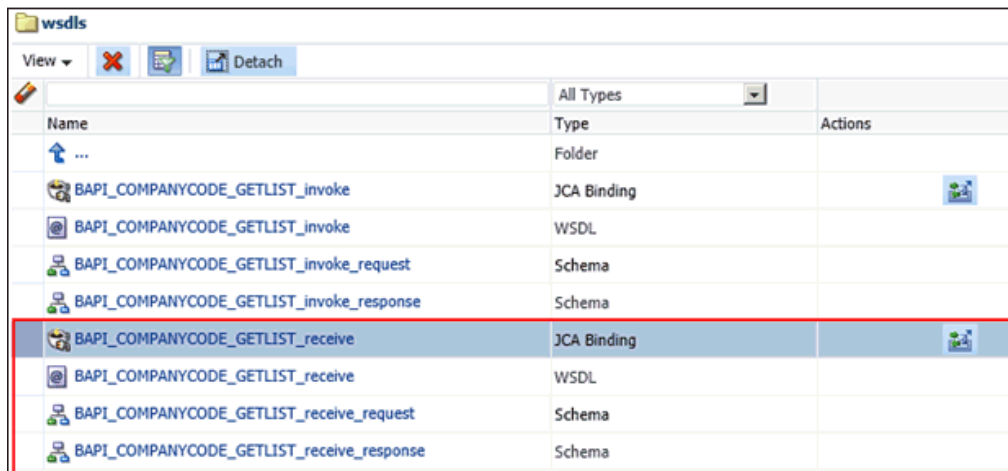 wsdls
View Detach
All Types
Name Type Actions
... Folder
BAPI_COMPANYCODE_GETLIST_invoke JCA Binding
BAPI_COMPANYCODE_GETLIST_invoke WSDL
BAPI_COMPANYCODE_GETLIST_invoke_request Schema
BAPI_COMPANYCODE_GETLIST_invoke_response Schema
BAPI_COMPANYCODE_GETLIST_receive JCA Binding
BAPI_COMPANYCODE_GETLIST_receive WSDL
BAPI_COMPANYCODE_GETLIST_receive_request Schema
BAPI_COMPANYCODE_GETLIST_receive_response Schema